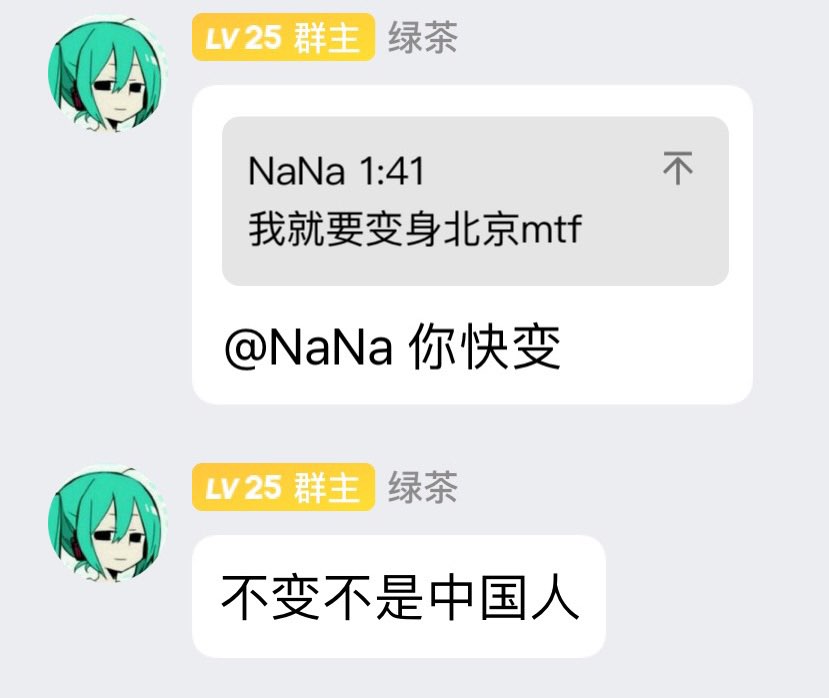 LV 25 群主 绿茶
NaNa 1:41
我就要变身北京mtf
@NaNa 你快变
LV 25 群主 绿茶
不变不是中国人